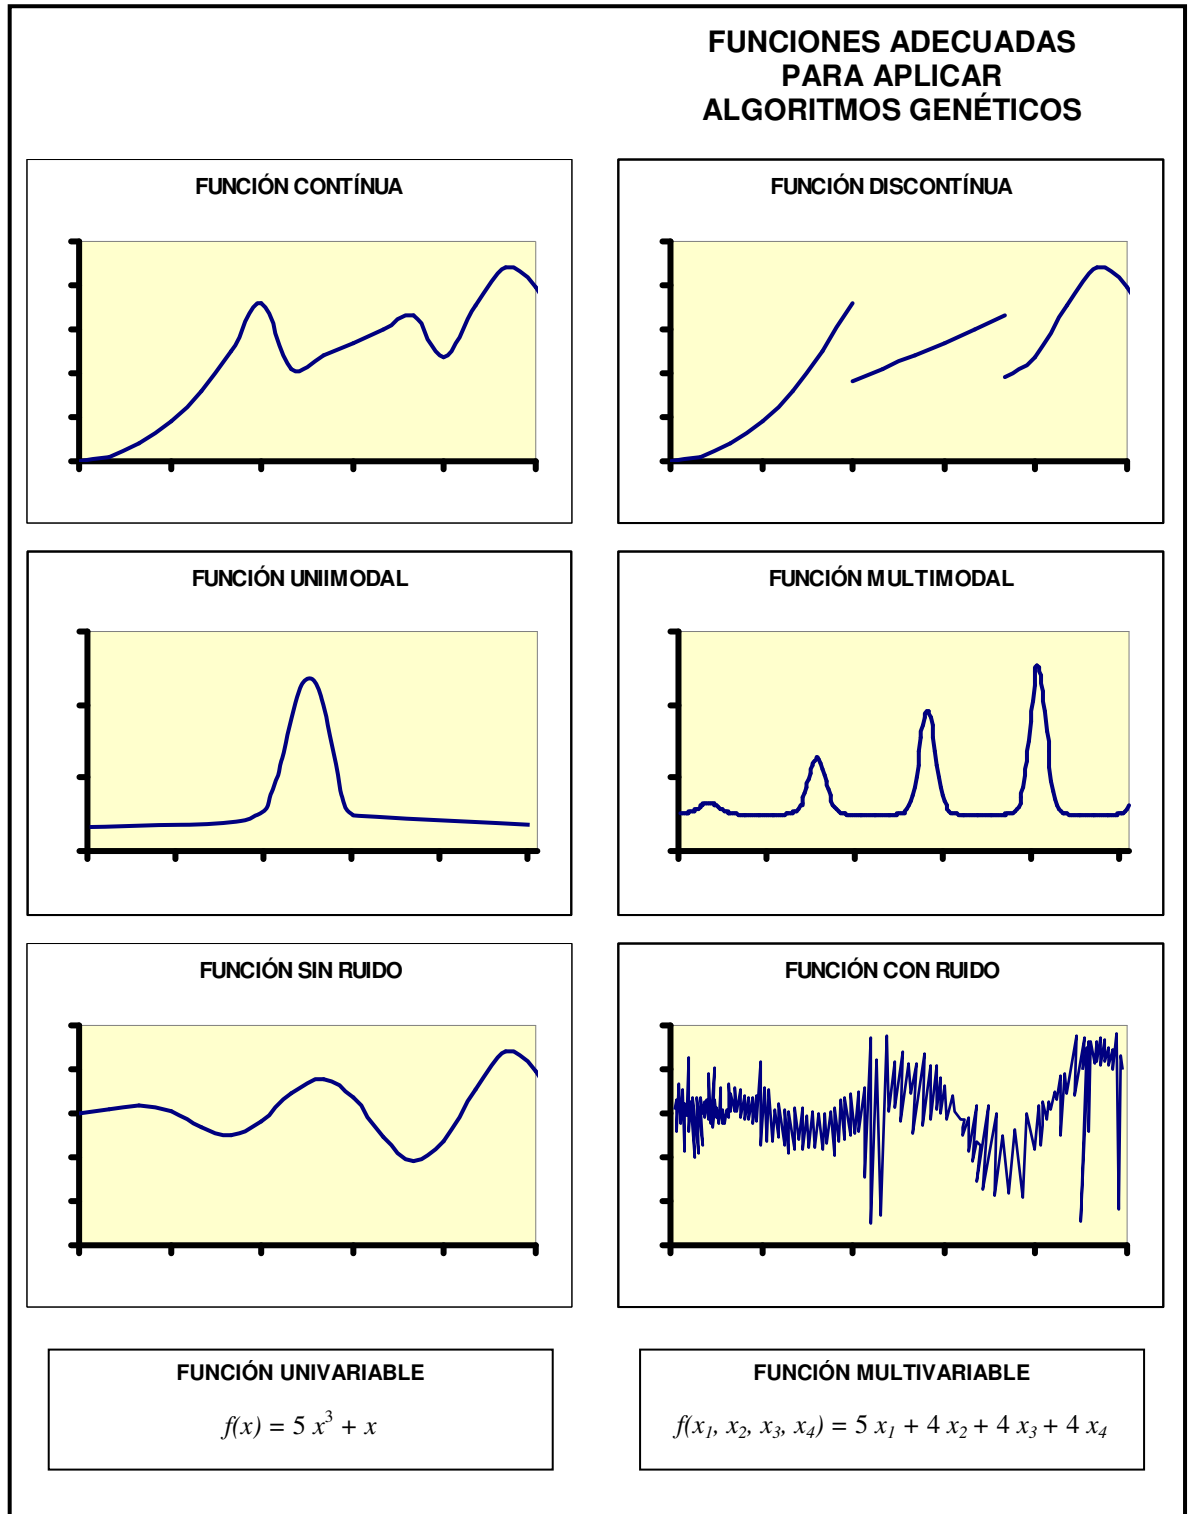 FUNCIONES ADECUADAS
PARA APLICAR
ALGORITMOS GENÉTICOS
FUNCIÓN CONTÍNUA
FUNCIÓN DISCONTÍNUA
FUNCIÓN UNIIMODAL
FUNCIÓN MULTIMODAL
FUNCIÓN SIN RUIDO
FUNCIÓN CON RUIDO
FUNCIÓN UNIVARIABLE
f(x) = 5 x³ + x
FUNCIÓN MULTIVARIABLE
f(x₁, x₂, x₃, x₄) = 5 x₁ + 4 x₂ + 4 x₃ + 4 x₄